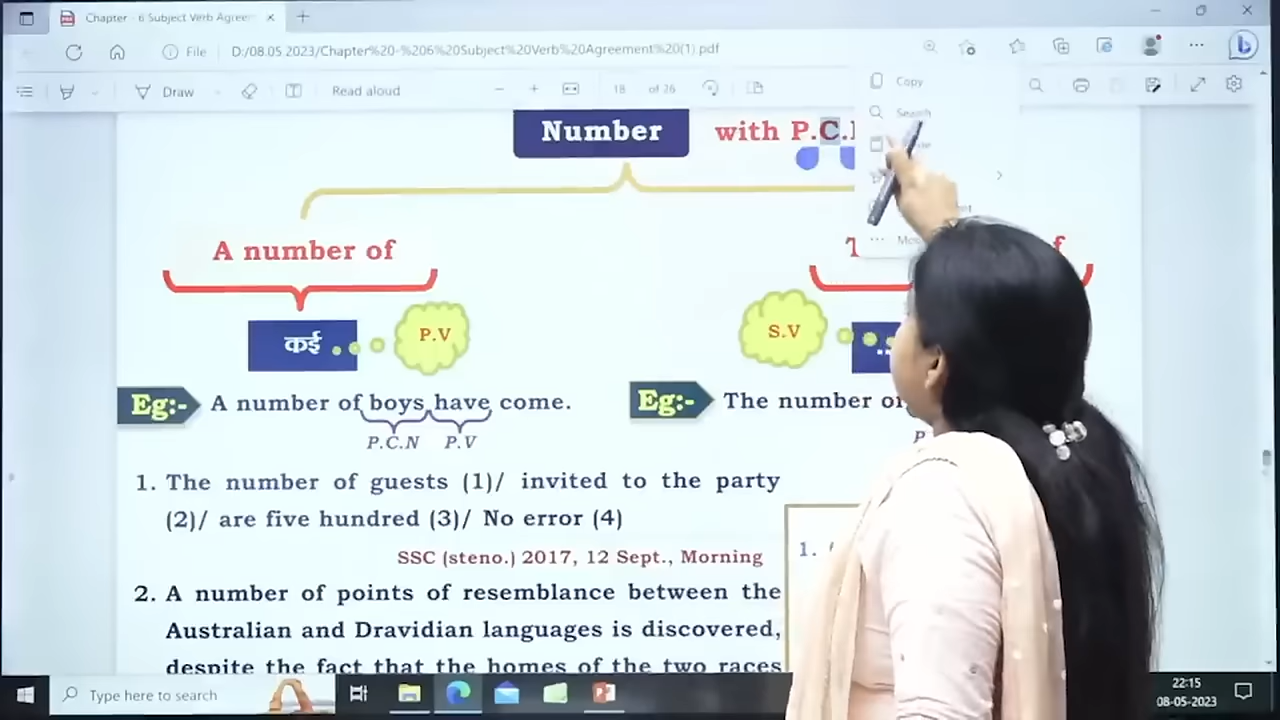 Chapter - 6 Subject Verb Agreem
File D:/08.05 2023/Chapter%20-%206%20Subject%20Verb%20Agreement%20(1).pdf
Draw Read aloud 18 of 26
Copy
Search
Number with P.C.
A number of
कई P.V S.V
Eg:- A number of boys have come. Eg:- The number of
P.C.N P.V P
1. The number of guests (1)/ invited to the party
(2)/ are five hundred (3)/ No error (4)
SSC (steno.) 2017, 12 Sept., Morning
1.
2. A number of points of resemblance between the
Australian and Dravidian languages is discovered,
despite the fact that the homes of the two races
Type here to search
22:15
08-05-2023